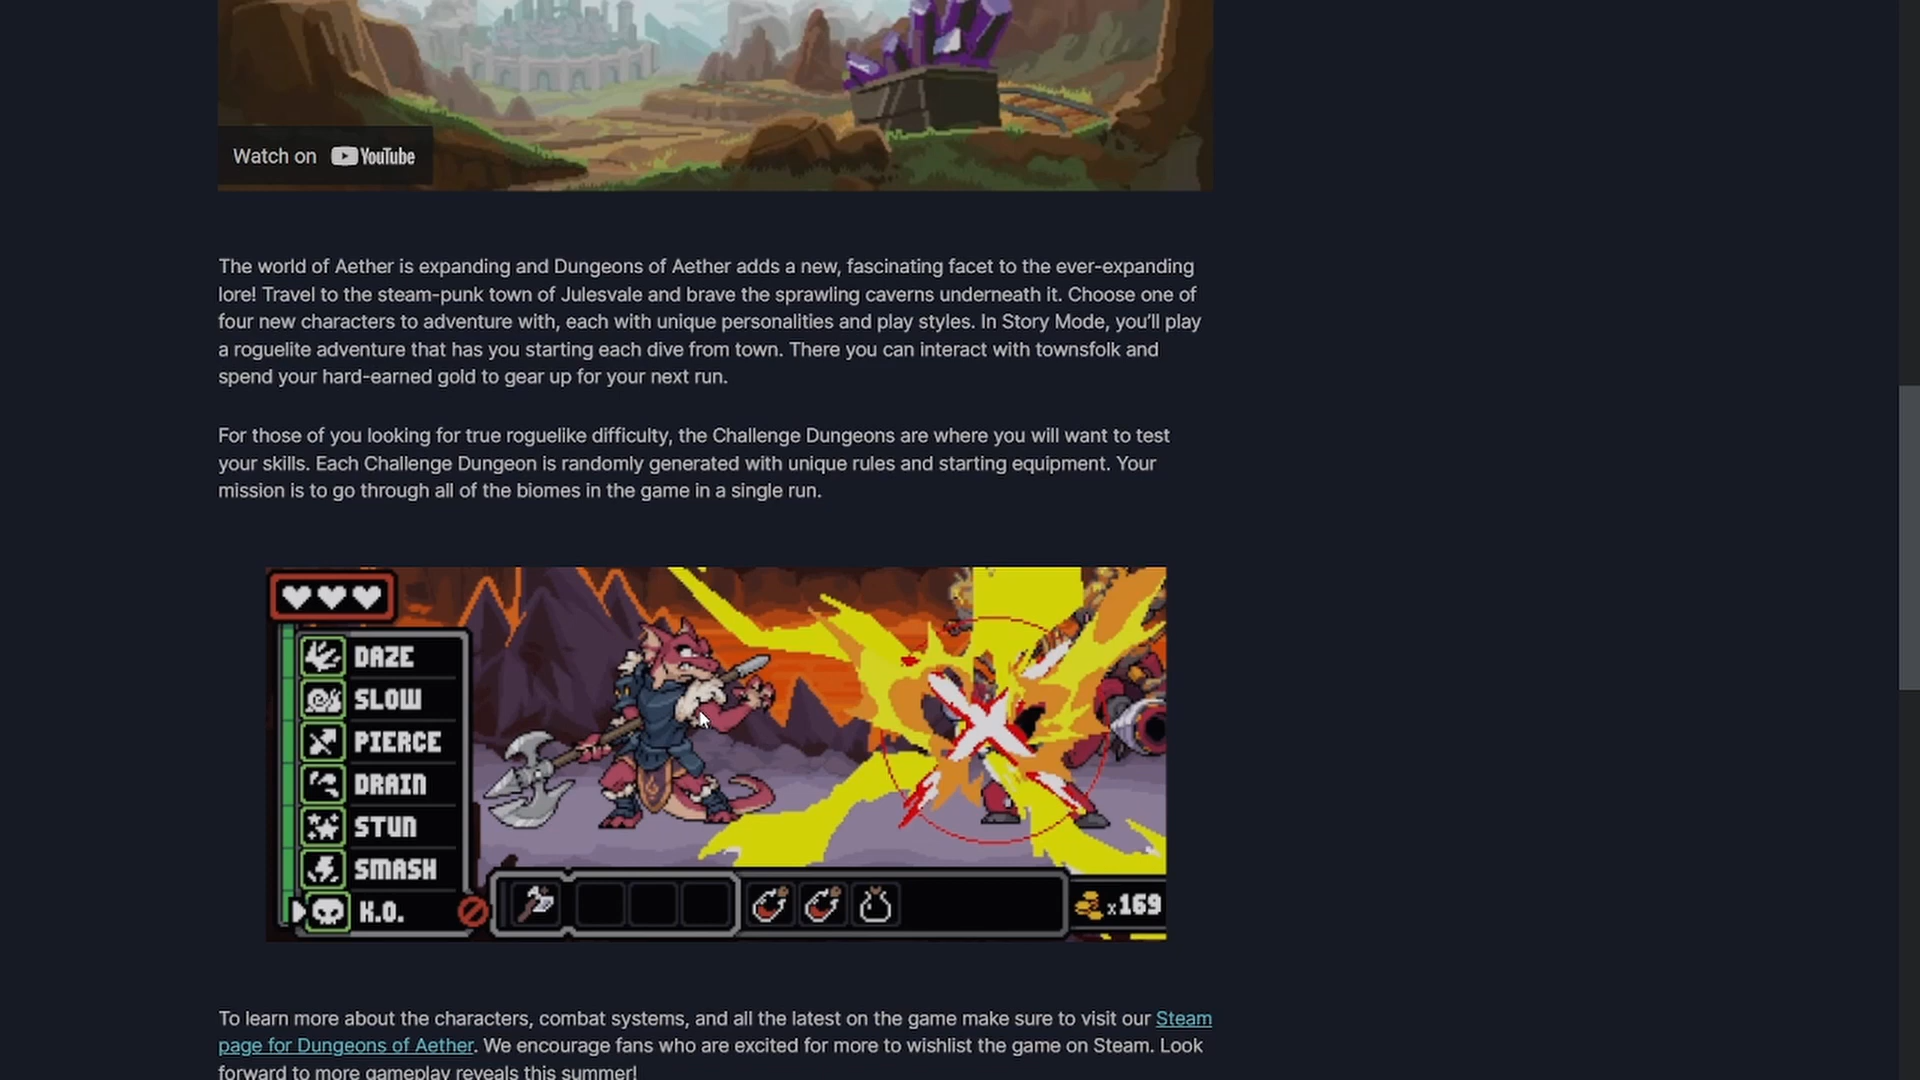 Watch on YouTube
The world of Aether is expanding and Dungeons of Aether adds a new, fascinating facet to the ever-expanding
lore! Travel to the steam-punk town of Julesvale and brave the sprawling caverns underneath it. Choose one of
four new characters to adventure with, each with unique personalities and play styles. In Story Mode, you’ll play
a roguelite adventure that has you starting each dive from town. There you can interact with townsfolk and
spend your hard-earned gold to gear up for your next run.
For those of you looking for true roguelike difficulty, the Challenge Dungeons are where you will want to test
your skills. Each Challenge Dungeon is randomly generated with unique rules and starting equipment. Your
mission is to go through all of the biomes in the game in a single run.
DAZE
SLOW
PIERCE
DRAIN
STUN
SMASH
K.O.
x169
To learn more about the characters, combat systems, and all the latest on the game make sure to visit our Steam
page for Dungeons of Aether. We encourage fans who are excited for more to wishlist the game on Steam. Look
forward to more gameplay reveals this summer!